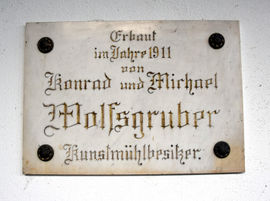 Erbaut
im Jahre 1911
von
Konrad und Michael
Wolfsgruber
Kunstmühlbesitzer.